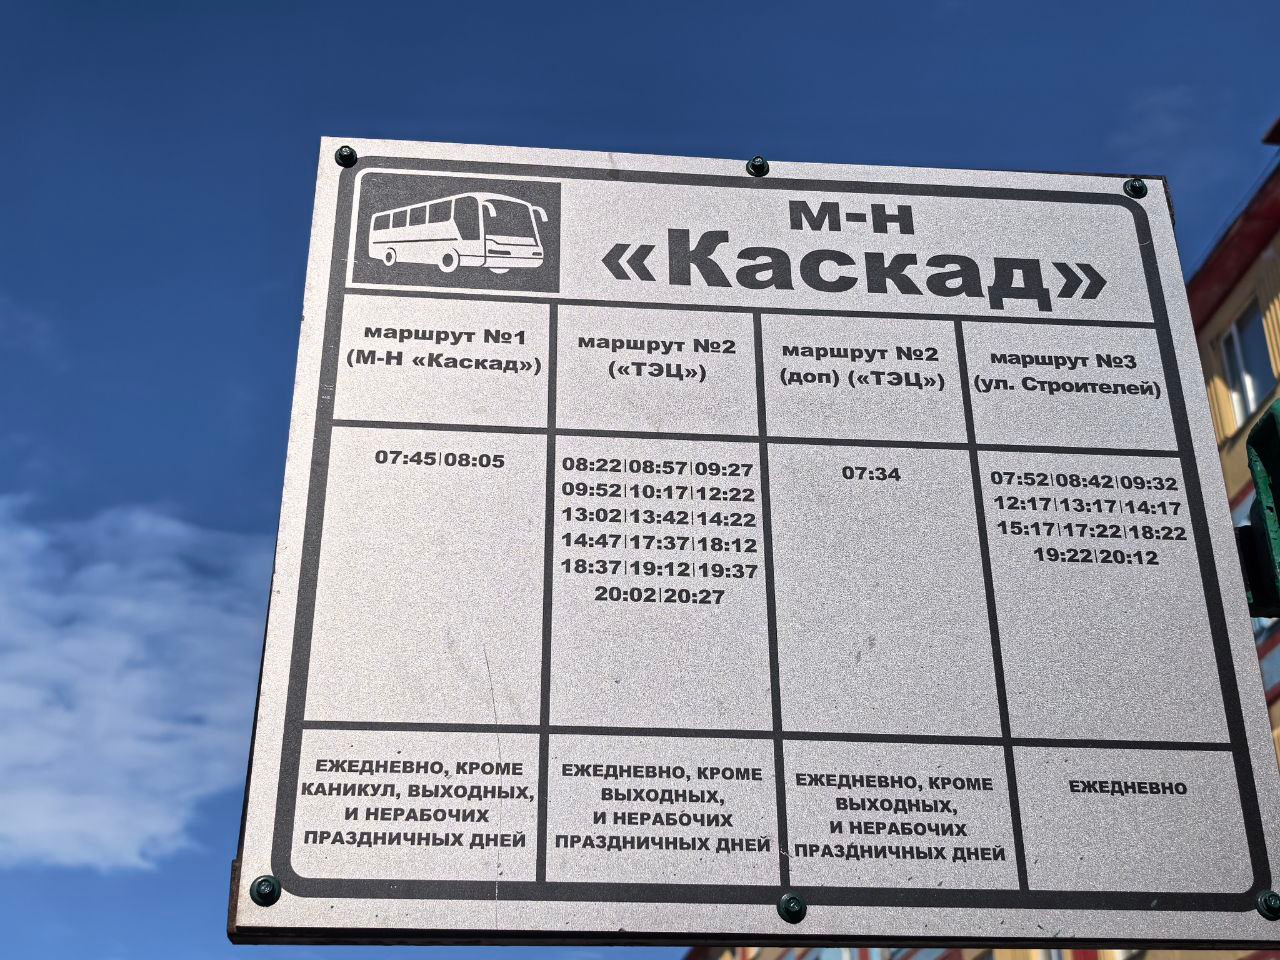 М-Н
«Каскад»
маршрут №1
(М-Н «Каскад»)
маршрут №2
(«ТЭЦ»)
маршрут №2
(доп) («ТЭЦ»)
маршрут №3
(ул. Строителей)
07:45|08:05
08:22|08:57|09:27
09:52|10:17|12:22
13:02|13:42|14:22
14:47|17:37|18:12
18:37|19:12|19:37
20:02|20:27
07:34
07:52|08:42|09:32
12:17|13:17|14:17
15:17|17:22|18:22
19:22|20:12
ЕЖЕДНЕВНО, КРОМЕ
КАНИКУЛ, ВЫХОДНЫХ,
И НЕРАБОЧИХ
ПРАЗДНИЧНЫХ ДНЕЙ
ЕЖЕДНЕВНО, КРОМЕ
ВЫХОДНЫХ,
И НЕРАБОЧИХ
ПРАЗДНИЧНЫХ ДНЕЙ
ЕЖЕДНЕВНО, КРОМЕ
ВЫХОДНЫХ,
И НЕРАБОЧИХ
ПРАЗДНИЧНЫХ ДНЕЙ
ЕЖЕДНЕВНО